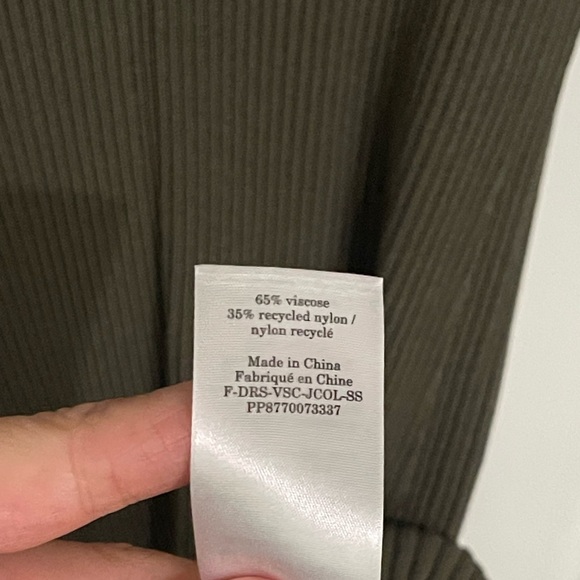 65% viscose
35% recycled nylon /
nylon recyclé
Made in China
Fabriqué en Chine
F-DRS-VSC-JCOL-SS
PP8770073337